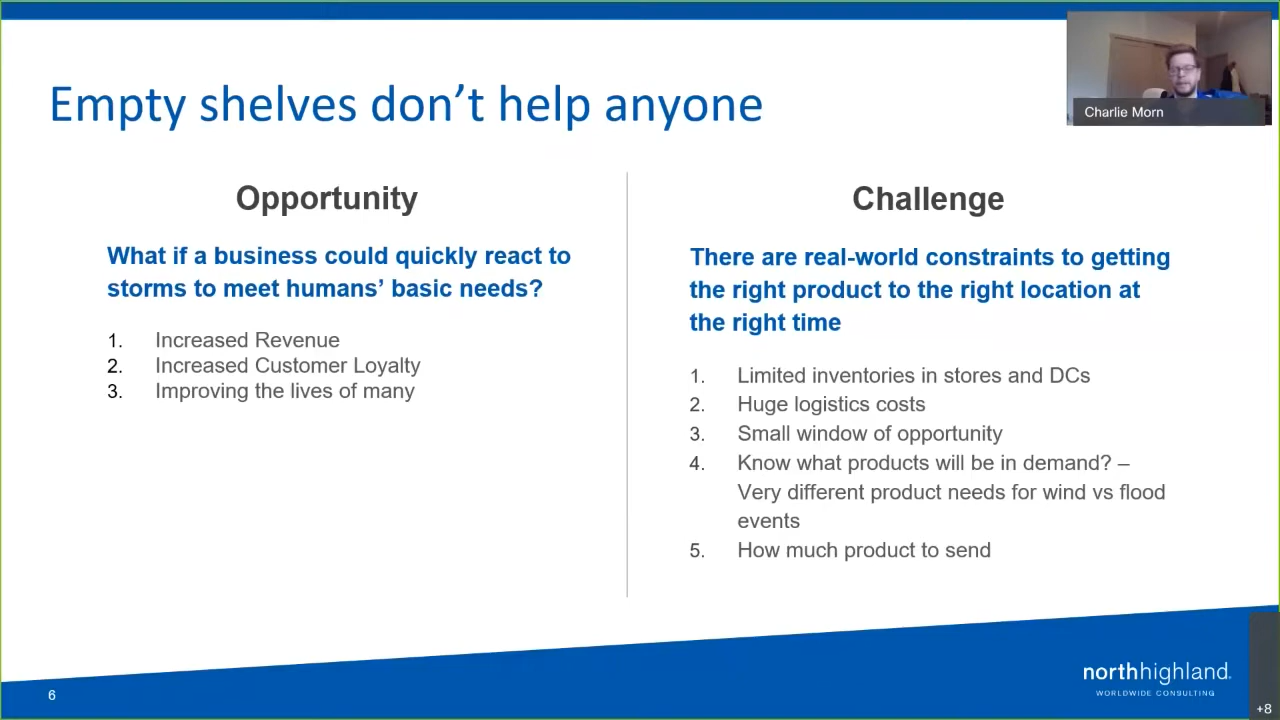 Empty shelves don’t help anyone
Charlie Morn
Opportunity
What if a business could quickly react to
storms to meet humans’ basic needs?
1. Increased Revenue
2. Increased Customer Loyalty
3. Improving the lives of many
Challenge
There are real-world constraints to getting
the right product to the right location at
the right time
1. Limited inventories in stores and DCs
2. Huge logistics costs
3. Small window of opportunity
4. Know what products will be in demand? –
Very different product needs for wind vs flood
events
5. How much product to send
6
northhighland.
WORLDWIDE CONSULTING
+8